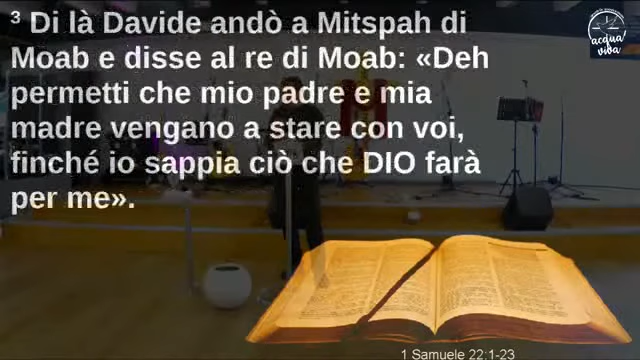 ³ Di là Davide andò a Mitspah di
Moab e disse al re di Moab: «Deh
permetti che mio padre e mia
madre vengano a stare con voi,
finché io sappia ciò che DIO farà
per me».
acqua
viva
1 Samuele 22:1-23